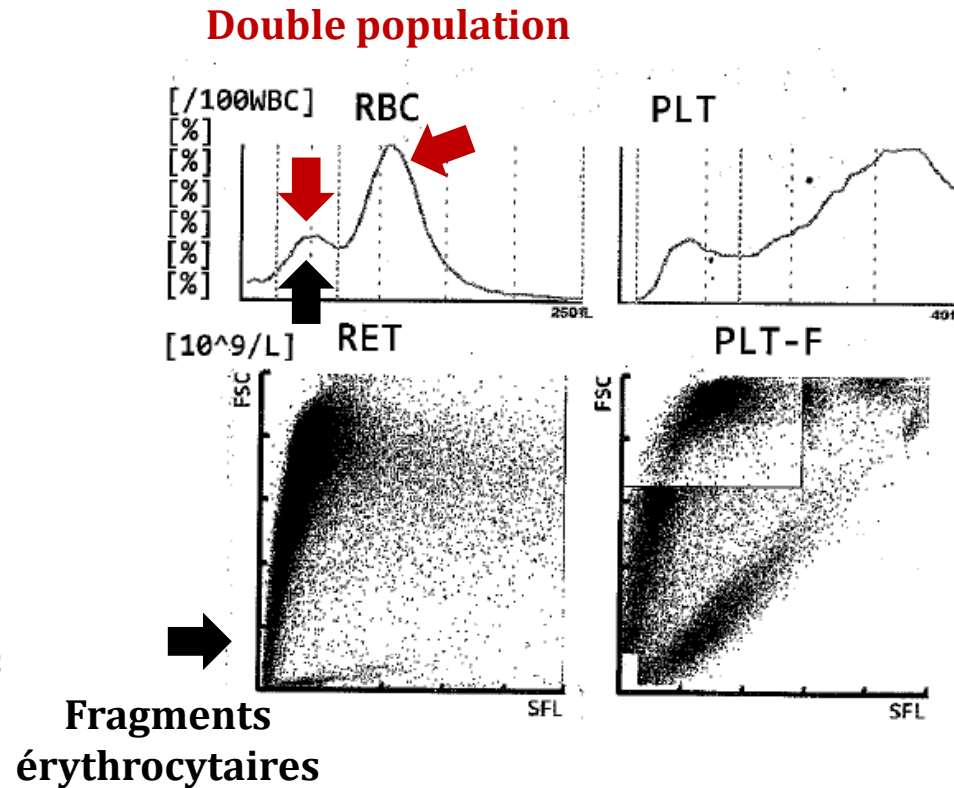 Double population
[/100WBC]
RBC
PLT
[%]
[%]
[%]
[%]
[%]
[%]
250fL
[10^9/L]
RET
PLT-F
FSC
FSC
SFL
SFL
Fragments
érythrocytaires